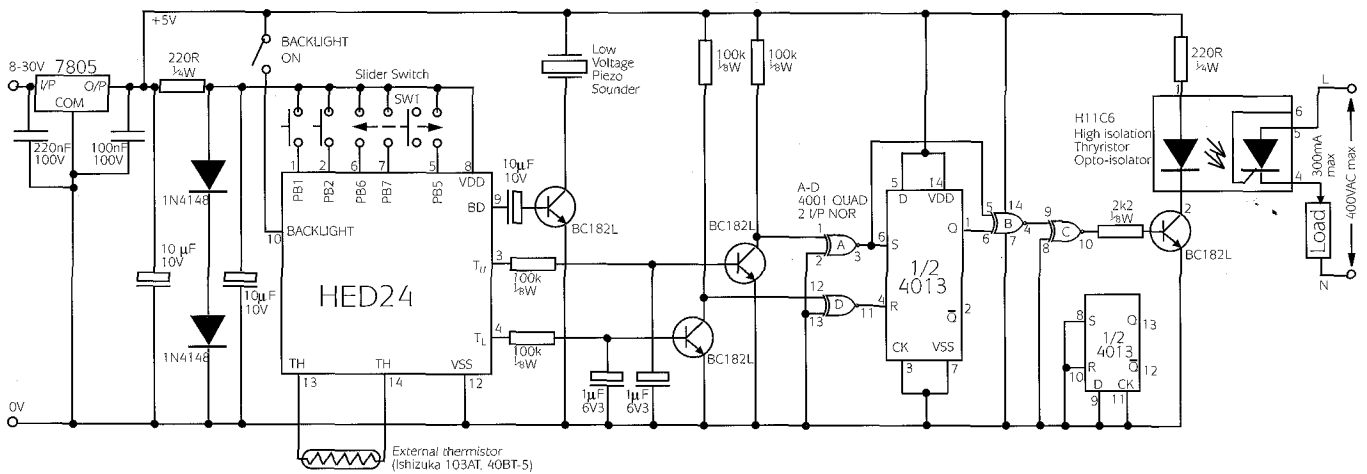 +5V
8-30V
7805
I/P
O/P
COM
220nF
100V
100nF
100V
220R
¼W
BACKLIGHT
ON
Slider Switch
SW1
1N4148
1N4148
10µF
10V
10µF
10V
1
2
6
7
5
8
PB1
PB2
PB6
PB7
PB5
VDD
BD
9
10
BACKLIGHT
HED24
TU
3
TL
4
TH
TH
VSS
13
14
12
10µF
10V
Low
Voltage
Piezo
Sounder
BC182L
100k
⅛W
100k
⅛W
1µF
6V3
1µF
6V3
100k
⅛W
100k
⅛W
BC182L
BC182L
A-D
4001 QUAD
2 I/P NOR
1
2
A
3
12
13
D
11
5
14
D
VDD
6
S
Q
1
4
R
Q̅
2
1/2
4013
CK
VSS
3
7
5
6
B
14
7
4
9
8
C
10
2k2
⅛W
BC182L
8
S
Q
13
1/2
4013
10
R
Q̅
12
D
CK
9
11
220R
¼W
1
2
H11C6
High isolation
Thryristor
Opto-isolator
6
5
4
L
300mA
max
Load
N
400VAC max
0V
External thermistor
(Ishizuka 103AT, 40BT-5)